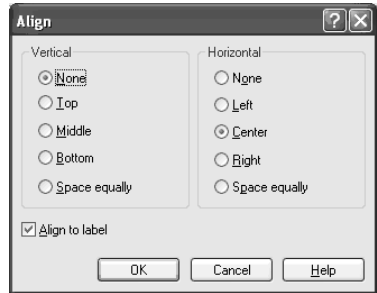 Align
Vertical
None
Top
Middle
Bottom
Space equally
Horizontal
None
Left
Center
Right
Space equally
Align to label
OK
Cancel
Help